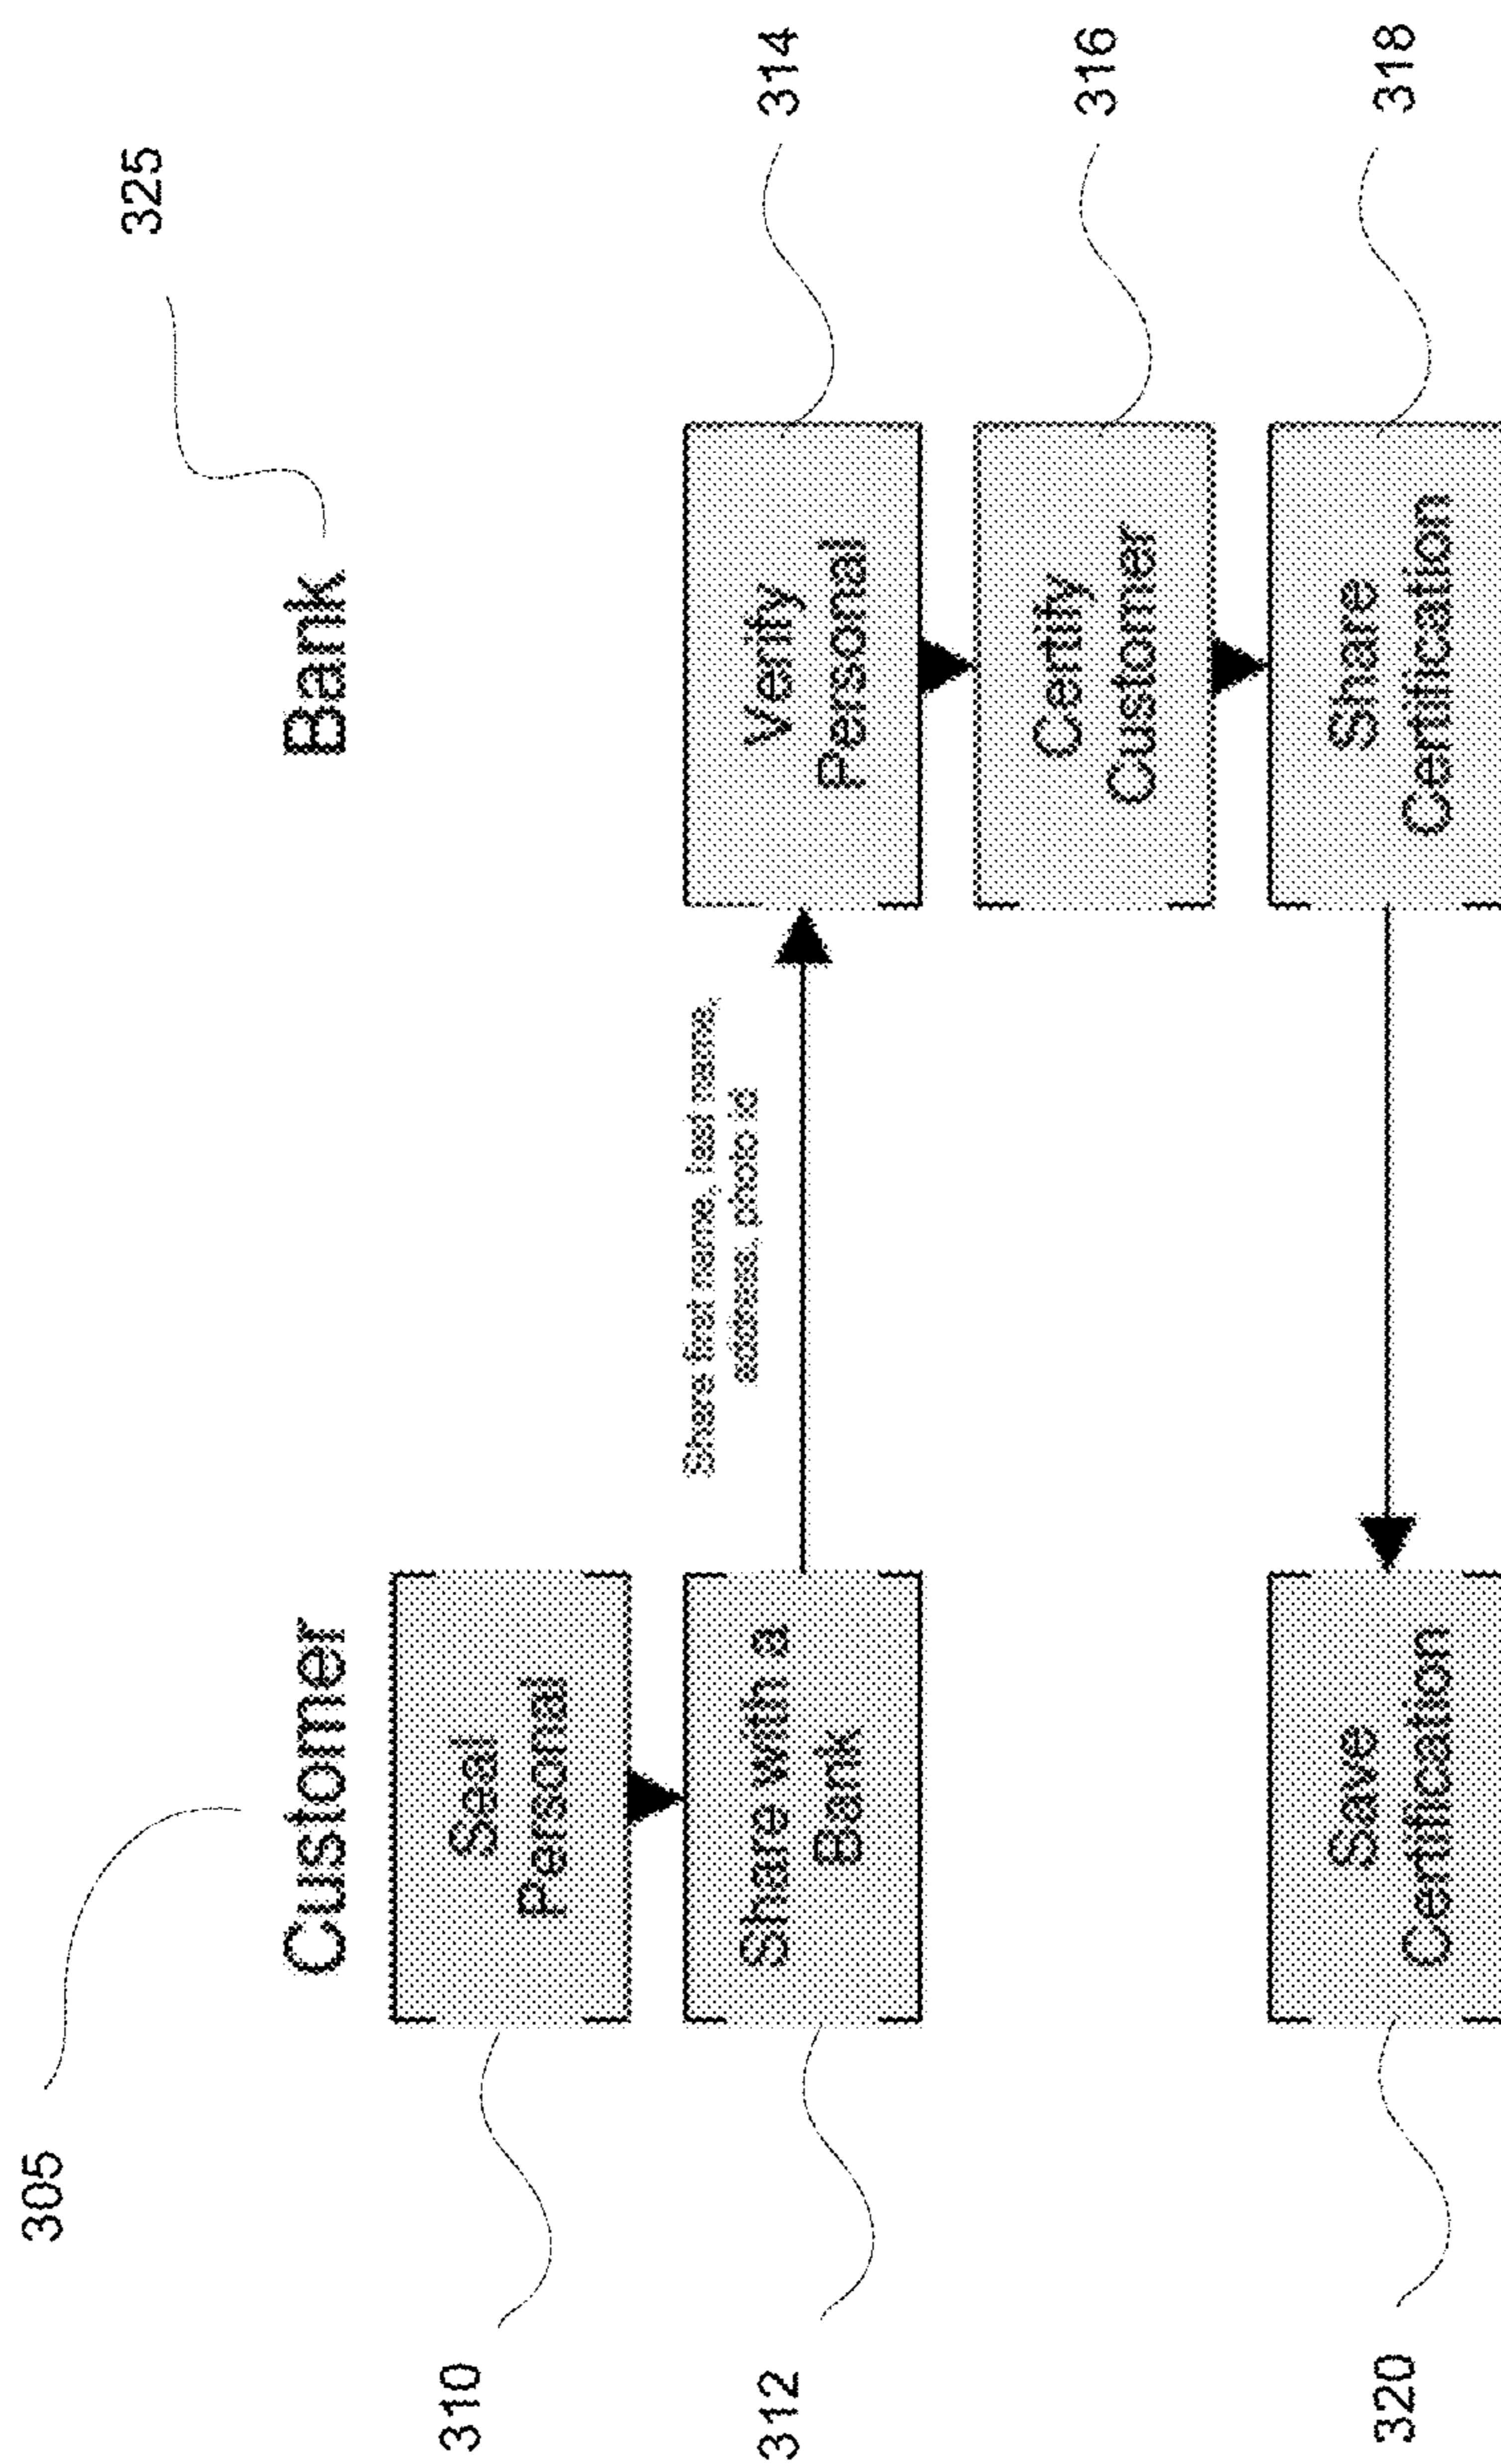 305
325
Customer
Bank
310
Seal
Personal
312
Share with a
Bank
Share first name, last name,
address, photo id
Verify
Personal
314
Certify
Customer
316
320
Save
Certification
Share
Certification
318